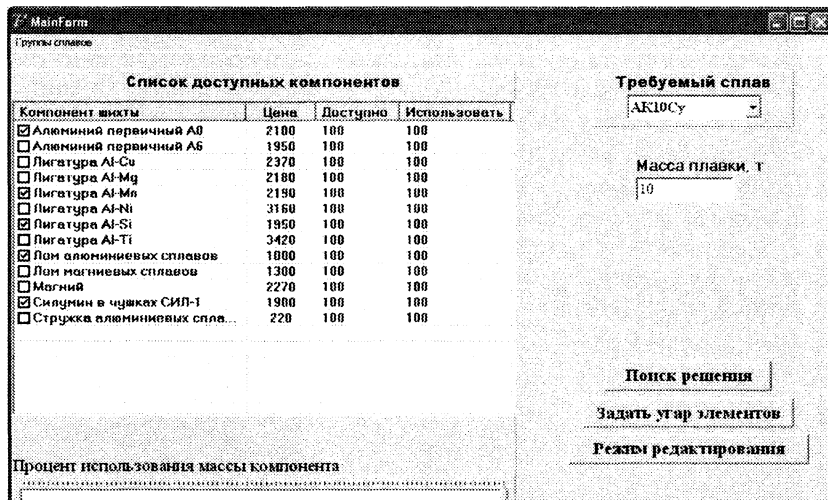 MainForm
Группы сплавов
Список доступных компонентов
Компонент шихты Цена Доступно Использовать
Алюминий первичный А0 2100 100 100
Алюминий первичный А6 1950 100 100
Лигатура Al-Cu 2370 100 100
Лигатура Al-Mg 2180 100 100
Лигатура Al-Mn 2190 100 100
Лигатура Al-Ni 3160 100 100
Лигатура Al-Si 1950 100 100
Лигатура Al-Ti 3420 100 100
Лом алюминиевых сплавов 1000 100 100
Лом магниевых сплавов 1300 100 100
Магний 2270 100 100
Силумин в чушках СИЛ-1 1900 100 100
Стружка алюминиевых спла... 220 100 100
Процент использования массы компонента
Требуемый сплав
АК10Су
Масса плавки, т
10
Поиск решения
Задать угар элементов
Режим редактирования